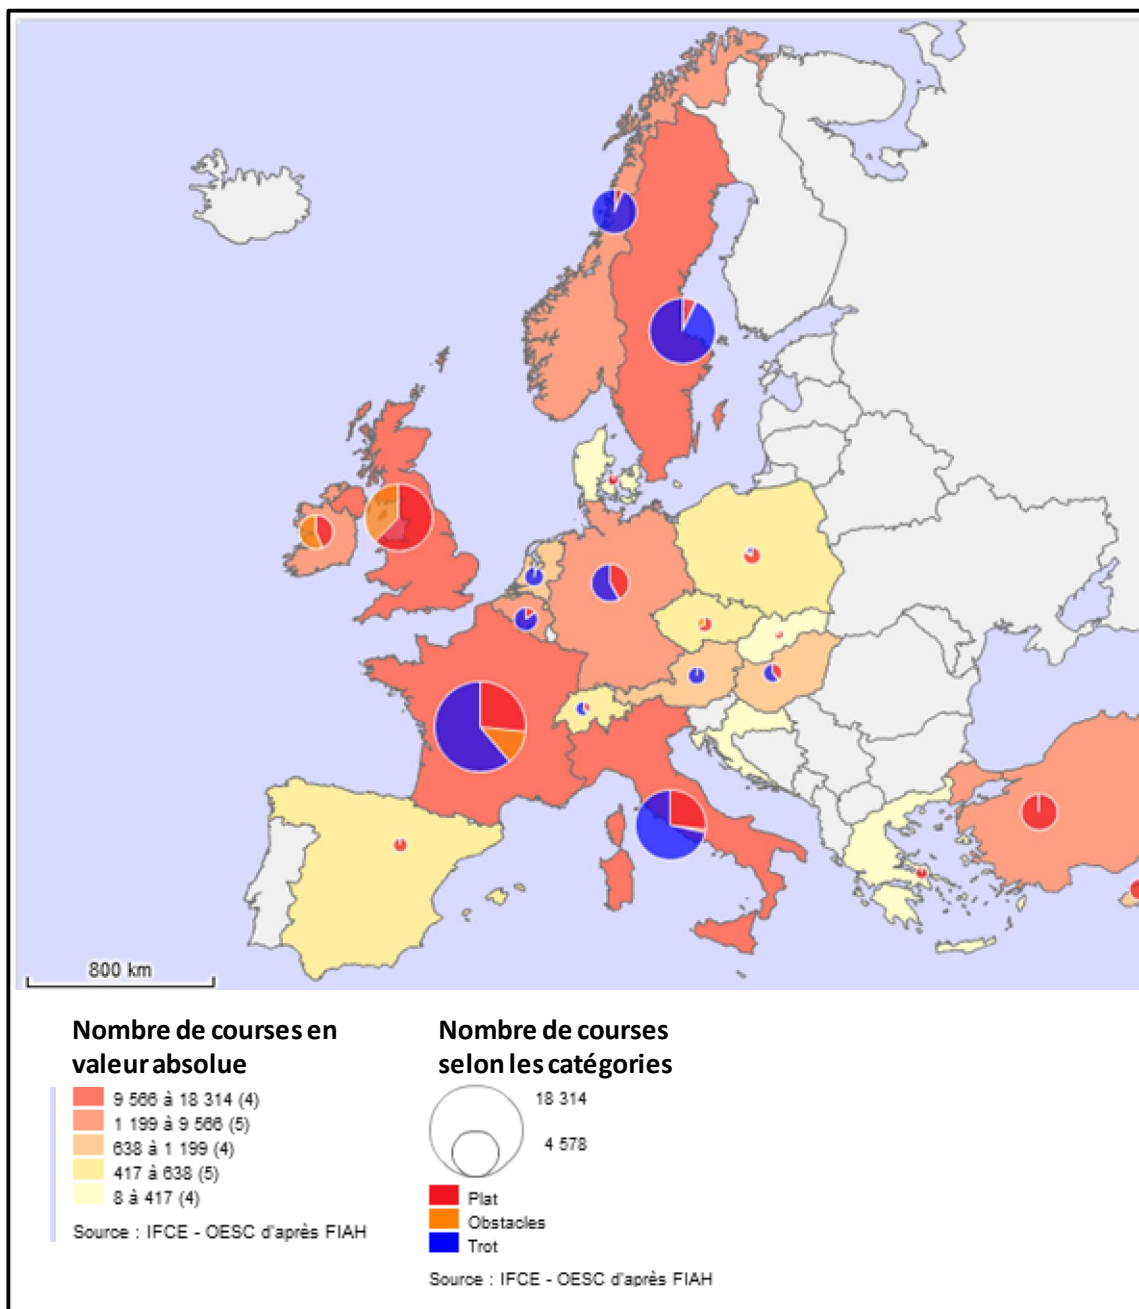 800 km
Nombre de courses en
valeur absolue
9 566 à 18 314 (4)
1 199 à 9 566 (5)
638 à 1 199 (4)
417 à 638 (5)
8 à 417 (4)
Source : IFCE - OESC d'après FIAH
Nombre de courses
selon les catégories
18 314
4 578
Plat
Obstacles
Trot
Source : IFCE - OESC d'après FIAH